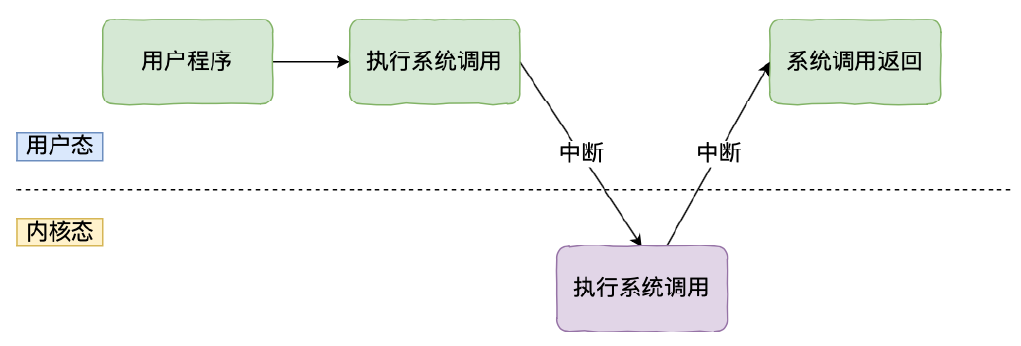 用户程序
执行系统调用
系统调用返回
用户态
中断
中断
内核态
执行系统调用